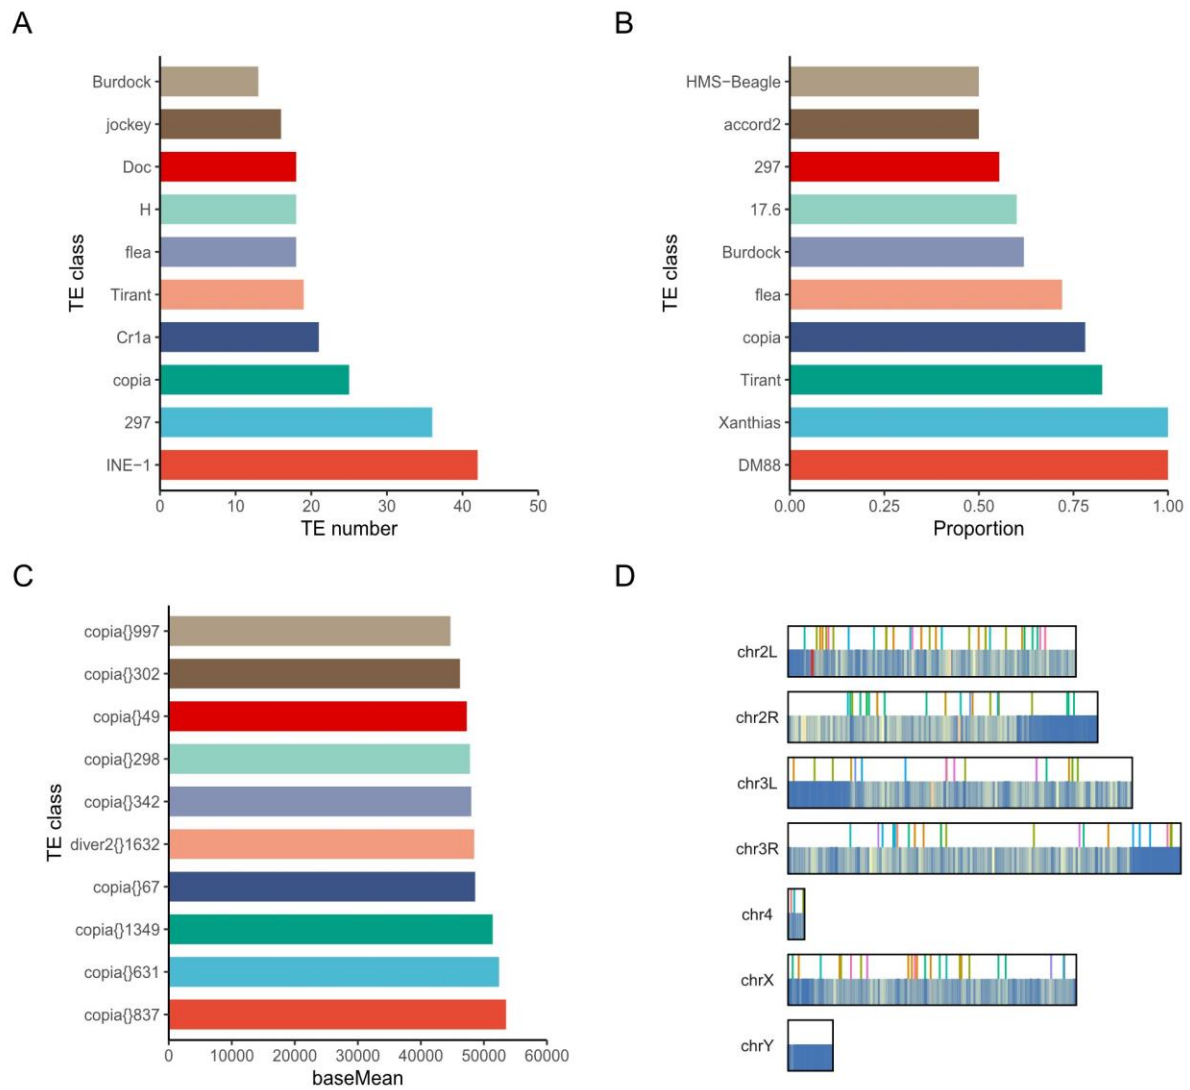 A
TE class
Burdock
jockey
Doc
H
flea
Tirant
Cr1a
copia
297
INE−1
0 10 20 30 40 50
TE number
B
TE class
HMS−Beagle
accord2
297
17.6
Burdock
flea
copia
Tirant
Xanthias
DM88
0.00 0.25 0.50 0.75 1.00
Proportion
C
TE class
copia{}997
copia{}302
copia{}49
copia{}298
copia{}342
diver2{}1632
copia{}67
copia{}1349
copia{}631
copia{}837
0 10000 20000 30000 40000 50000 60000
baseMean
D
chr2L
chr2R
chr3L
chr3R
chr4
chrX
chrY